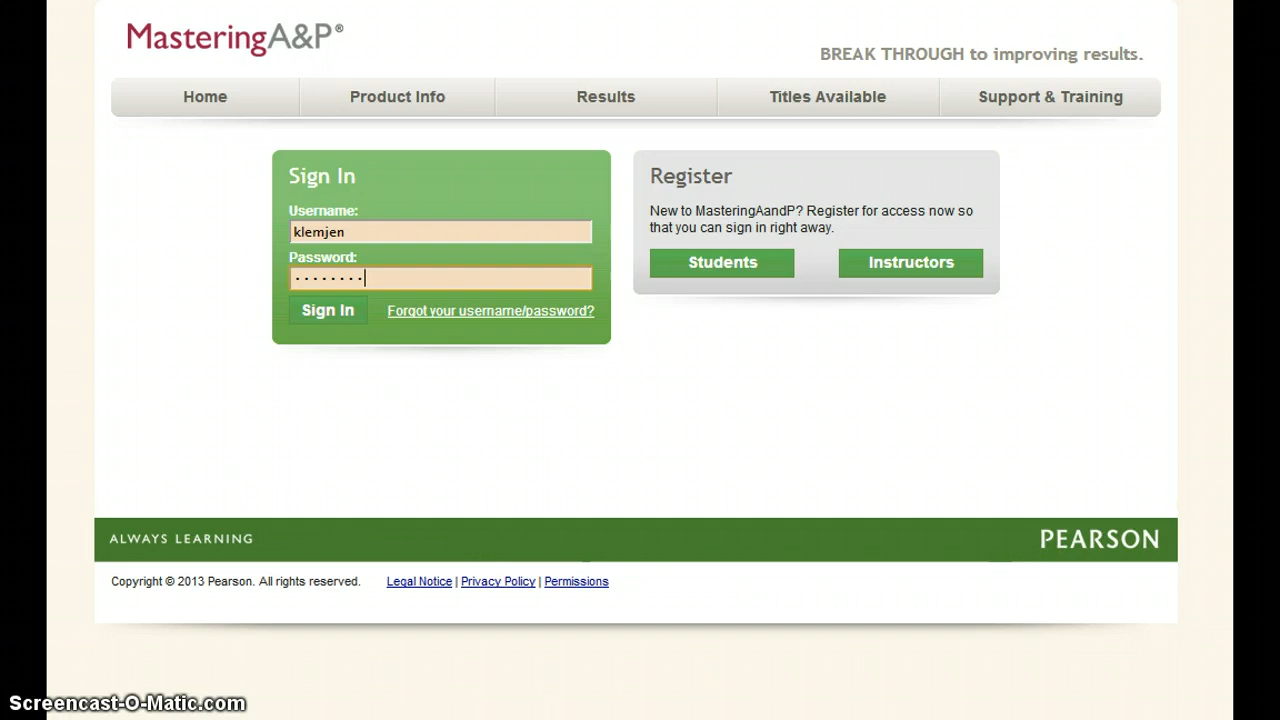 MasteringA&P®
BREAK THROUGH to improving results.
Home
Product Info
Results
Titles Available
Support & Training
Sign In
Username:
klemjen
Password:
........
Sign In
Forgot your username/password?
Register
New to MasteringAandP? Register for access now so
that you can sign in right away.
Students
Instructors
ALWAYS LEARNING
PEARSON
Copyright © 2013 Pearson. All rights reserved.
Legal Notice | Privacy Policy | Permissions
Screencast-O-Matic.com